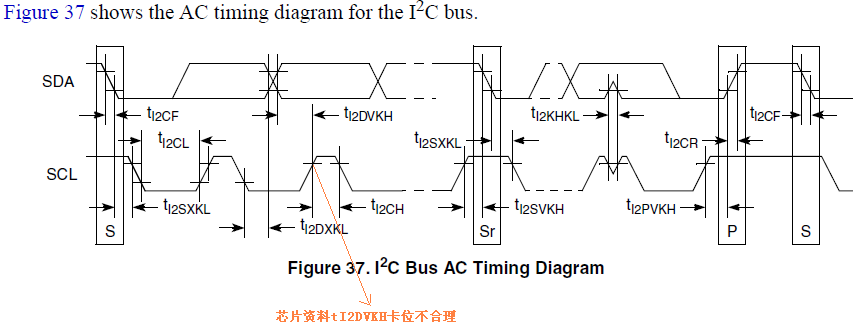 Figure 37 shows the AC timing diagram for the I²C bus.
SDA
tI2CF
tI2DVKH
tI2KHKL
tI2CF
tI2CL
tI2SXKL
tI2CR
SCL
tI2SXKL
tI2CH
tI2SVKH
tI2PVKH
tI2DXKL
S
Sr
P
S
Figure 37. I²C Bus AC Timing Diagram
芯片资料tI2DVKH卡位不合理